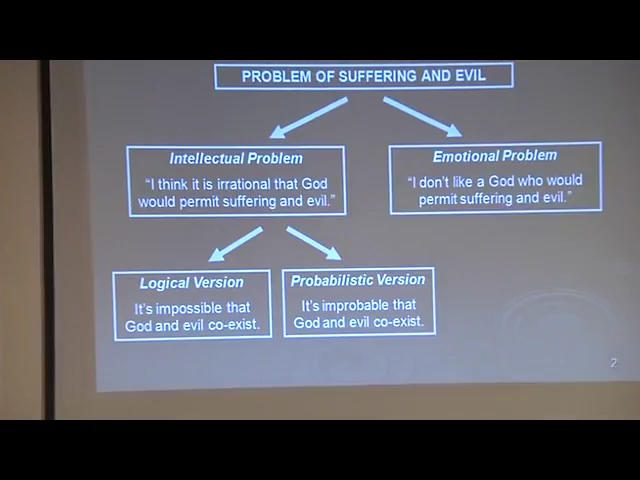 PROBLEM OF SUFFERING AND EVIL
Intellectual Problem
“I think it is irrational that God
would permit suffering and evil.”
Emotional Problem
“I don’t like a God who would
permit suffering and evil.”
Logical Version
It’s impossible that
God and evil co-exist.
Probabilistic Version
It’s improbable that
God and evil co-exist.
2